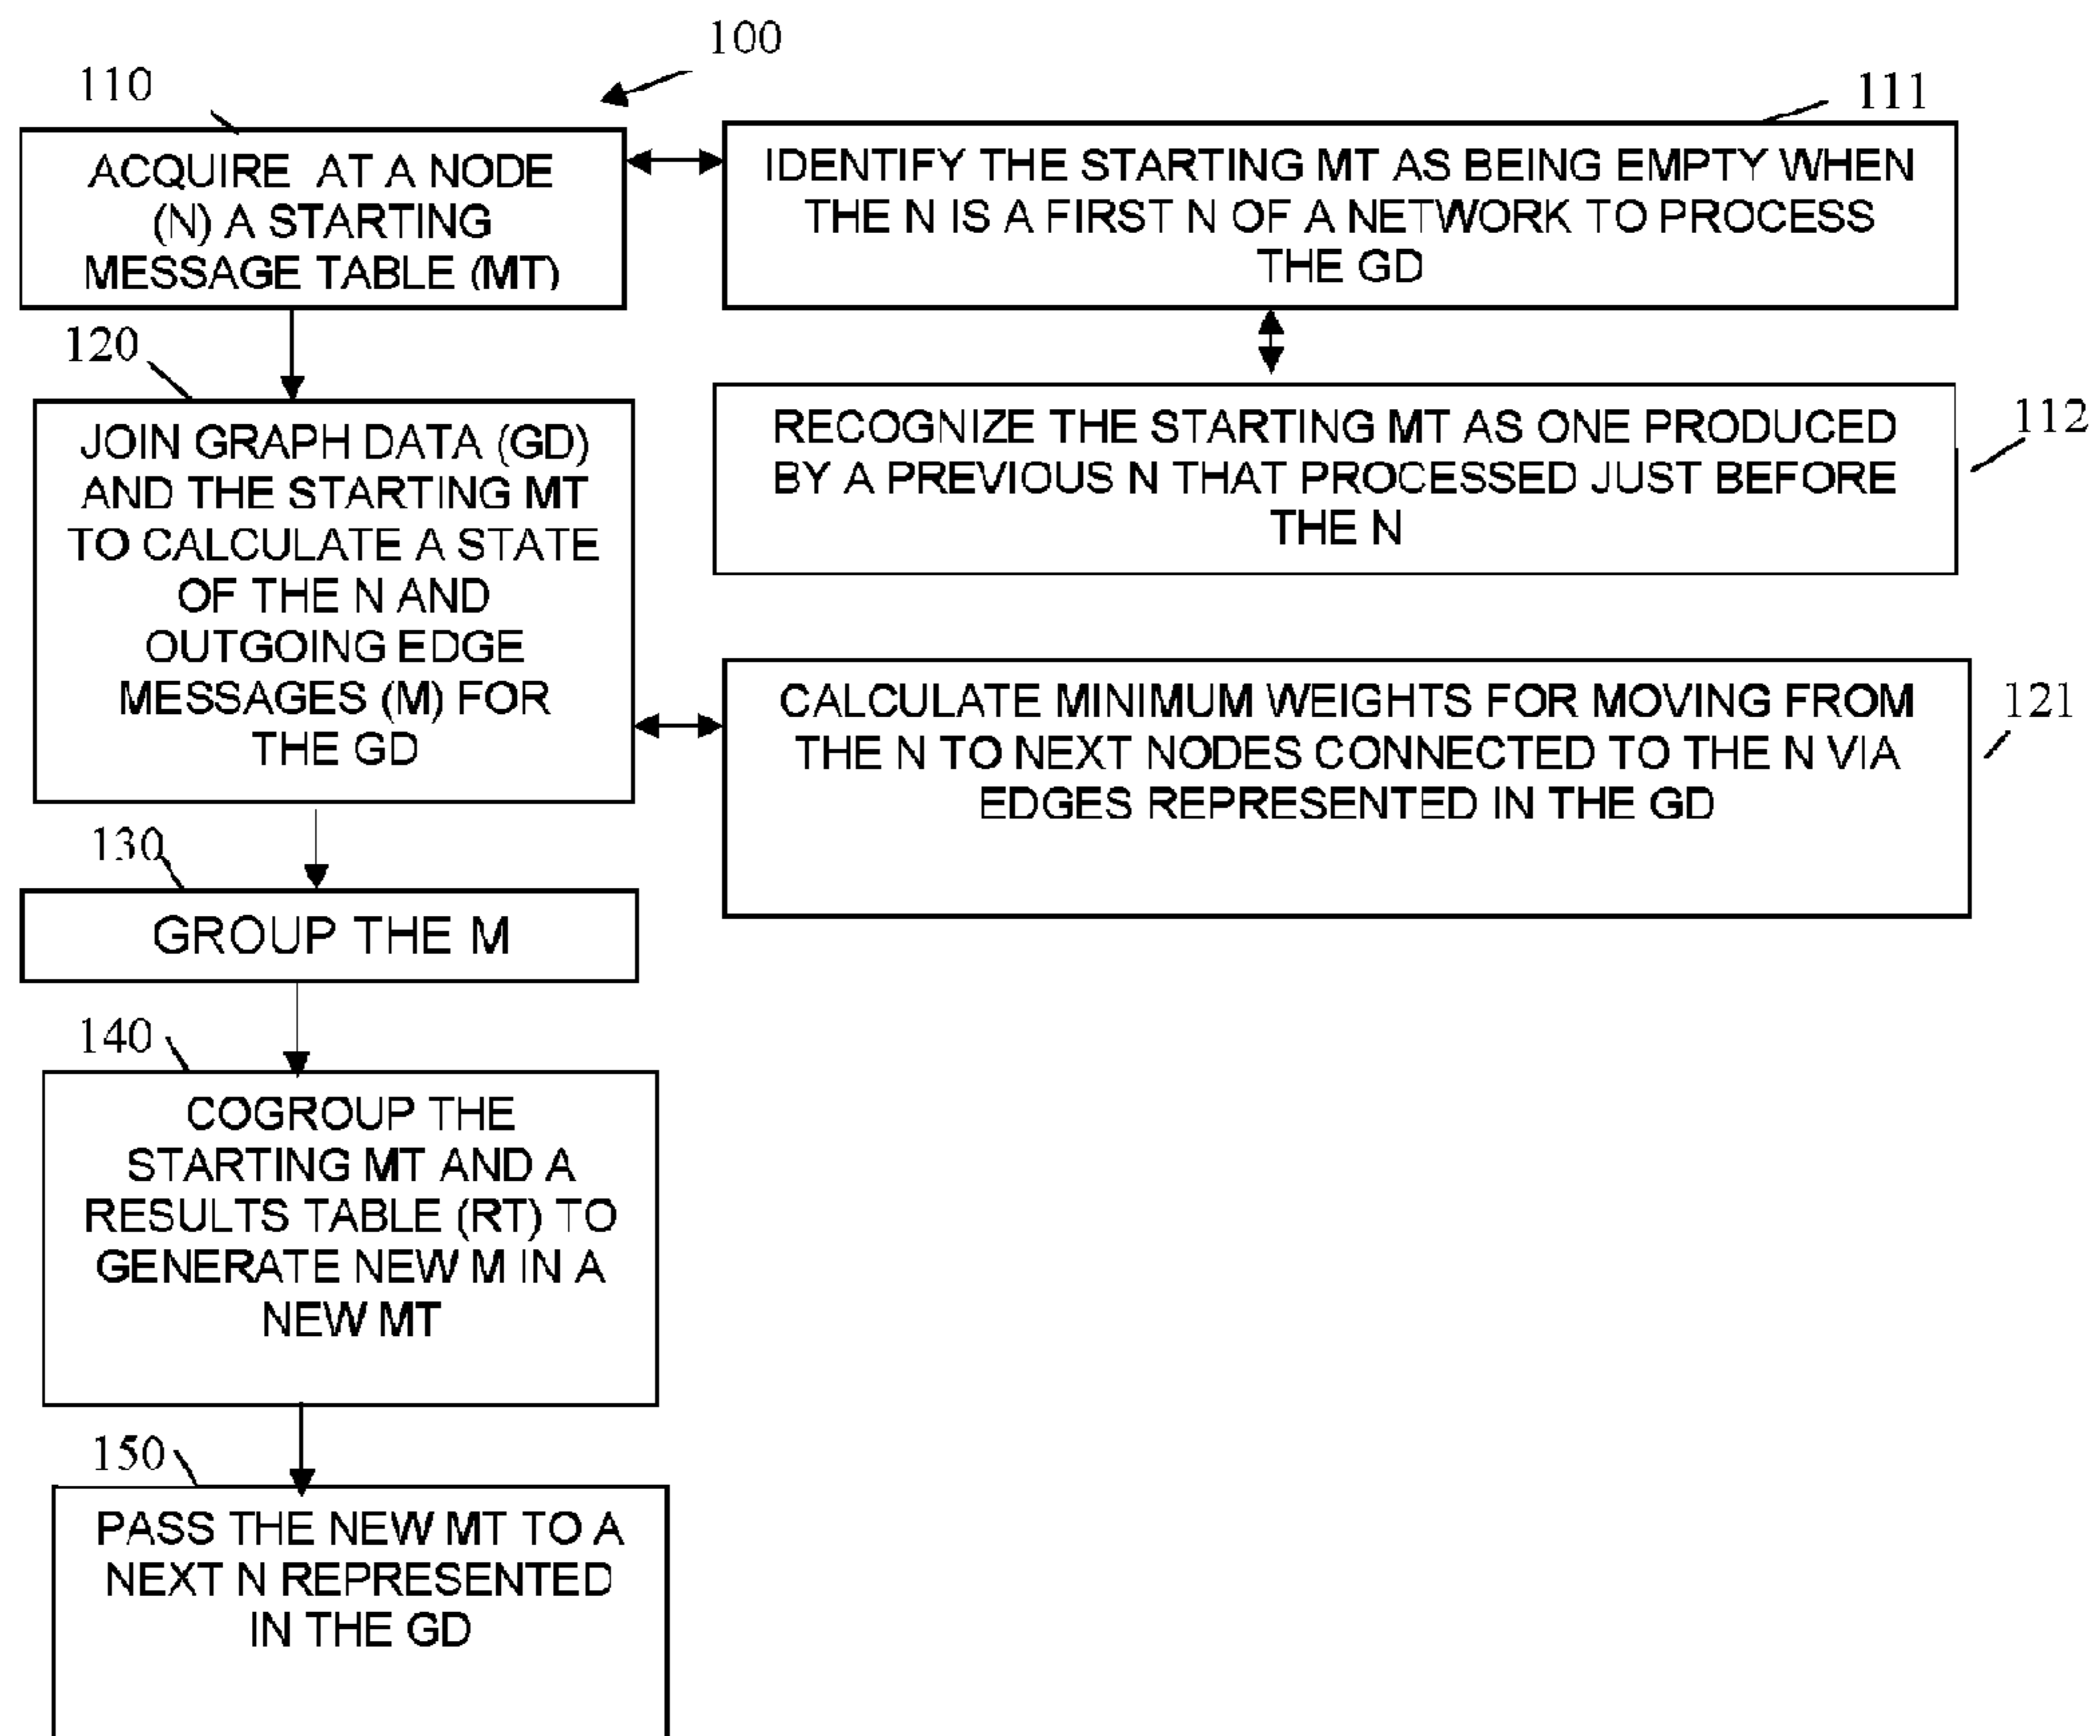 100
110
ACQUIRE AT A NODE
(N) A STARTING
MESSAGE TABLE (MT)
111
IDENTIFY THE STARTING MT AS BEING EMPTY WHEN
THE N IS A FIRST N OF A NETWORK TO PROCESS
THE GD
112
RECOGNIZE THE STARTING MT AS ONE PRODUCED
BY A PREVIOUS N THAT PROCESSED JUST BEFORE
THE N
120
JOIN GRAPH DATA (GD)
AND THE STARTING MT
TO CALCULATE A STATE
OF THE N AND
OUTGOING EDGE
MESSAGES (M) FOR
THE GD
121
CALCULATE MINIMUM WEIGHTS FOR MOVING FROM
THE N TO NEXT NODES CONNECTED TO THE N VIA
EDGES REPRESENTED IN THE GD
130
GROUP THE M
140
COGROUP THE
STARTING MT AND A
RESULTS TABLE (RT) TO
GENERATE NEW M IN A
NEW MT
150
PASS THE NEW MT TO A
NEXT N REPRESENTED
IN THE GD